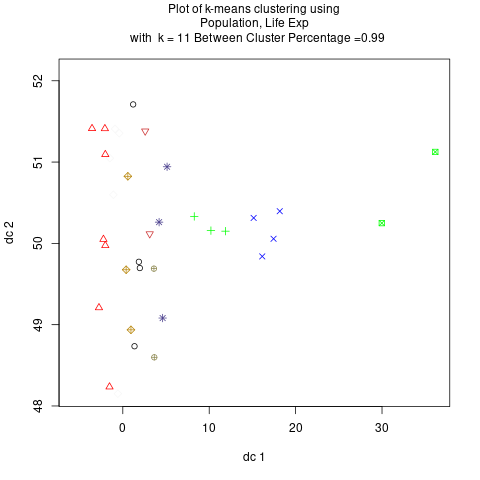 Plot of k-means clustering using
Population, Life Exp
with k = 11 Between Cluster Percentage =0.99
52
51
50
49
48
dc 2
0 10 20 30
dc 1